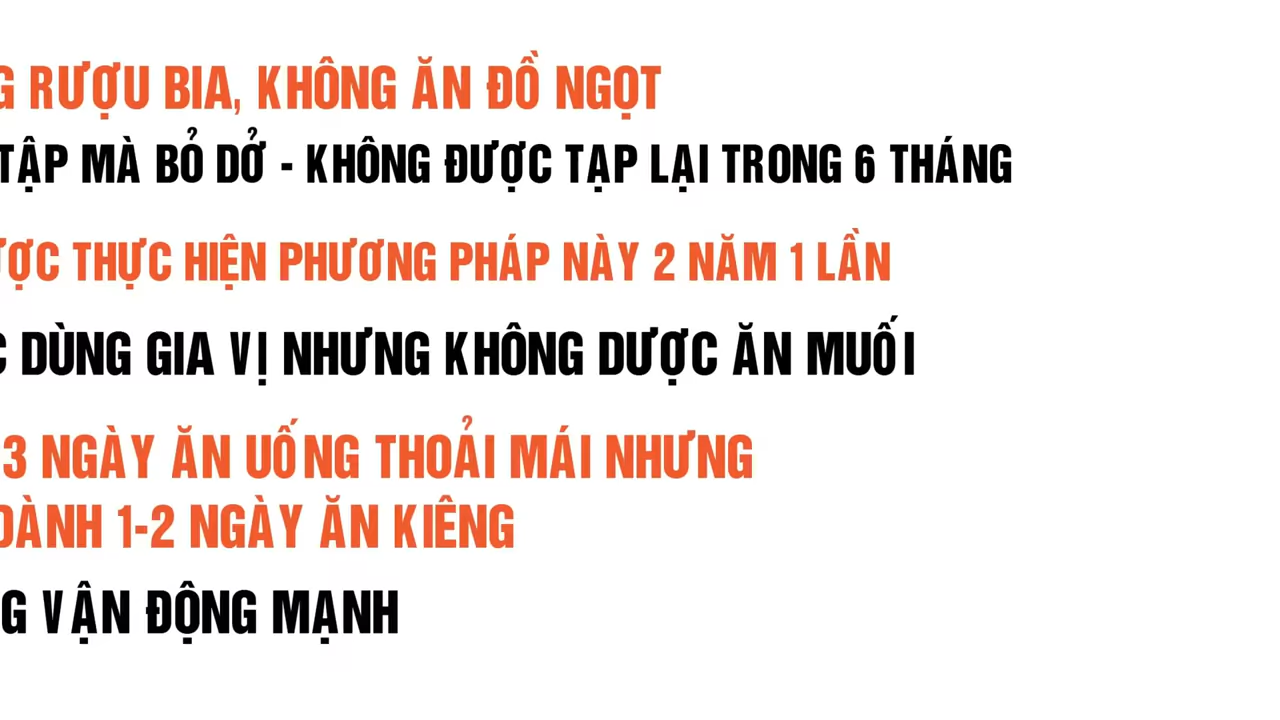 G RƯỢU BIA, KHÔNG ĂN ĐỒ NGỌT
TẬP MÀ BỎ DỞ - KHÔNG ĐƯỢC TẠP LẠI TRONG 6 THÁNG
ƯỢC THỰC HIỆN PHƯƠNG PHÁP NÀY 2 NĂM 1 LẦN
C DÙNG GIA VỊ NHƯNG KHÔNG DƯỢC ĂN MUỐI
3 NGÀY ĂN UỐNG THOẢI MÁI NHƯNG
DÀNH 1-2 NGÀY ĂN KIÊNG
NG VẬN ĐỘNG MẠNH